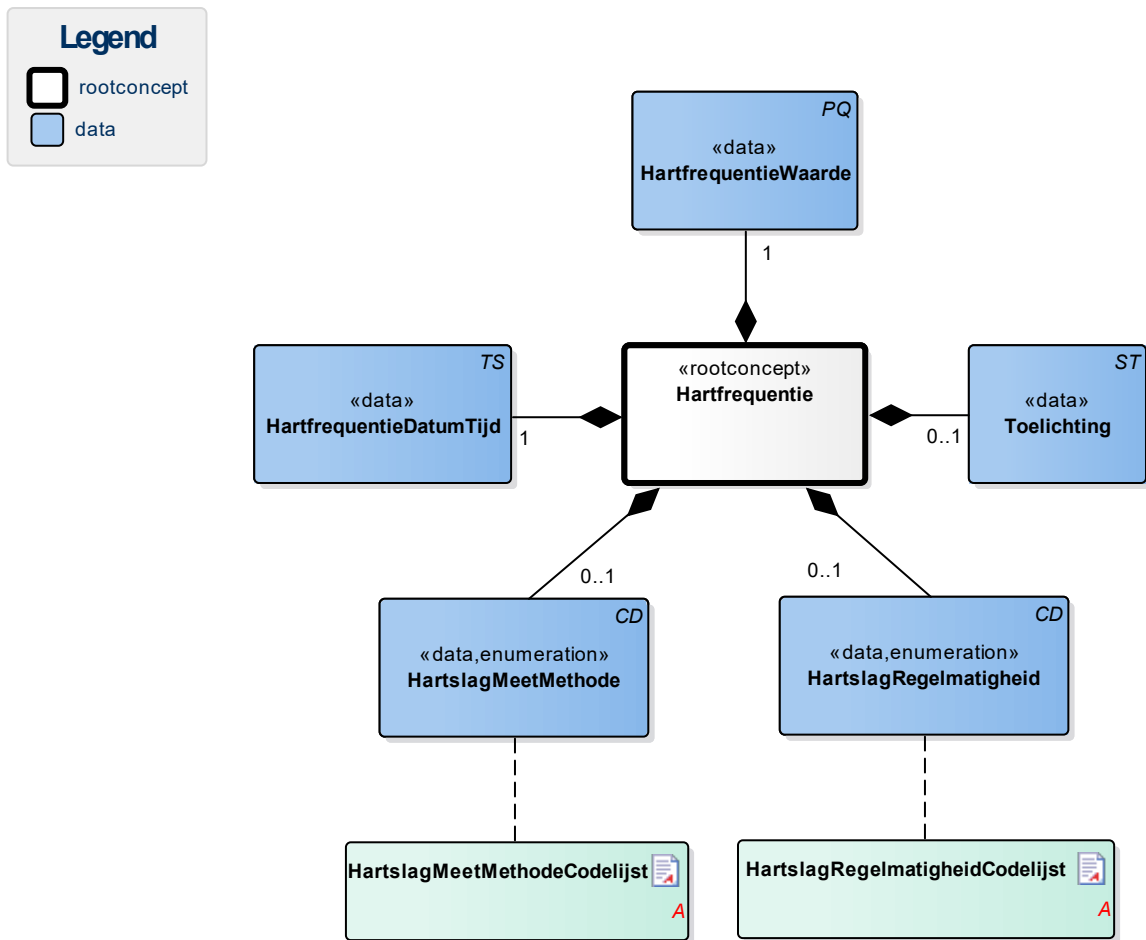 Legend
rootconcept
data
PQ
«data»
HartfrequentieWaarde
1
TS
«data»
HartfrequentieDatumTijd
1
«rootconcept»
Hartfrequentie
ST
«data»
Toelichting
0..1
0..1
0..1
CD
«data,enumeration»
HartslagMeetMethode
CD
«data,enumeration»
HartslagRegelmatigheid
HartslagMeetMethodeCodelijst
A
HartslagRegelmatigheidCodelijst
A